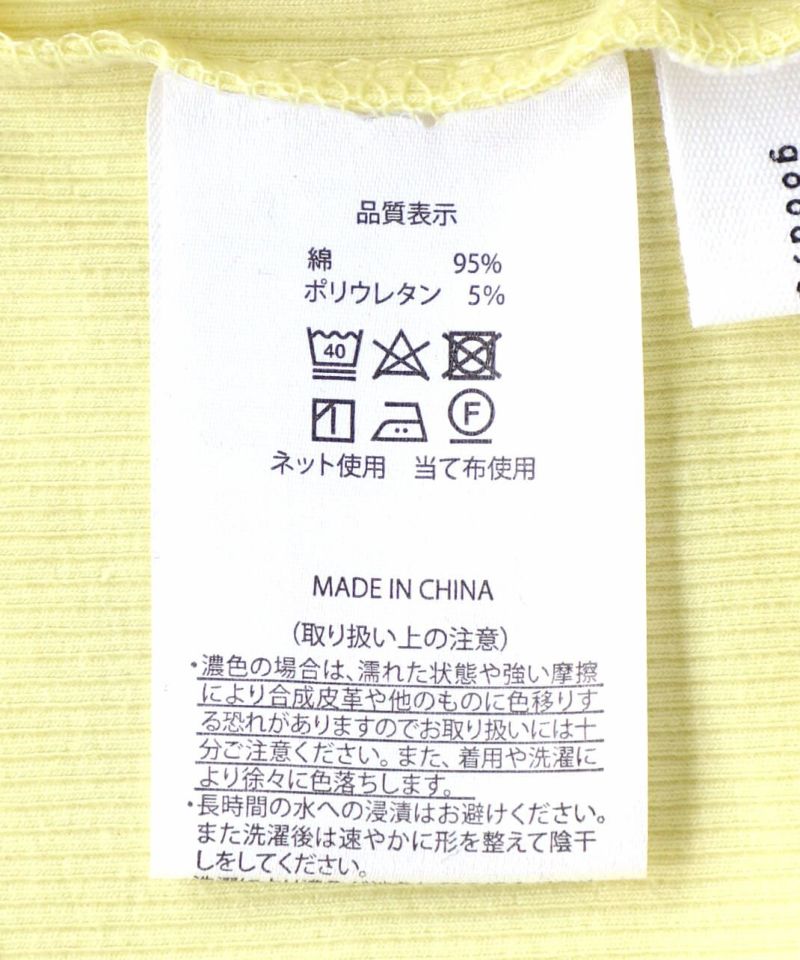 品質表示
綿 95%
ポリウレタン 5%
40
F
ネット使用 当て布使用
MADE IN CHINA
(取り扱い上の注意)
・濃色の場合は、濡れた状態や強い摩擦
により合成皮革や他のものに色移りす
る恐れがありますのでお取り扱いには十
分ご注意ください。また、着用や洗濯に
より徐々に色落ちします。
・長時間の水への浸漬はお避けください。
また洗濯後は速やかに形を整えて陰干
しをしてください。